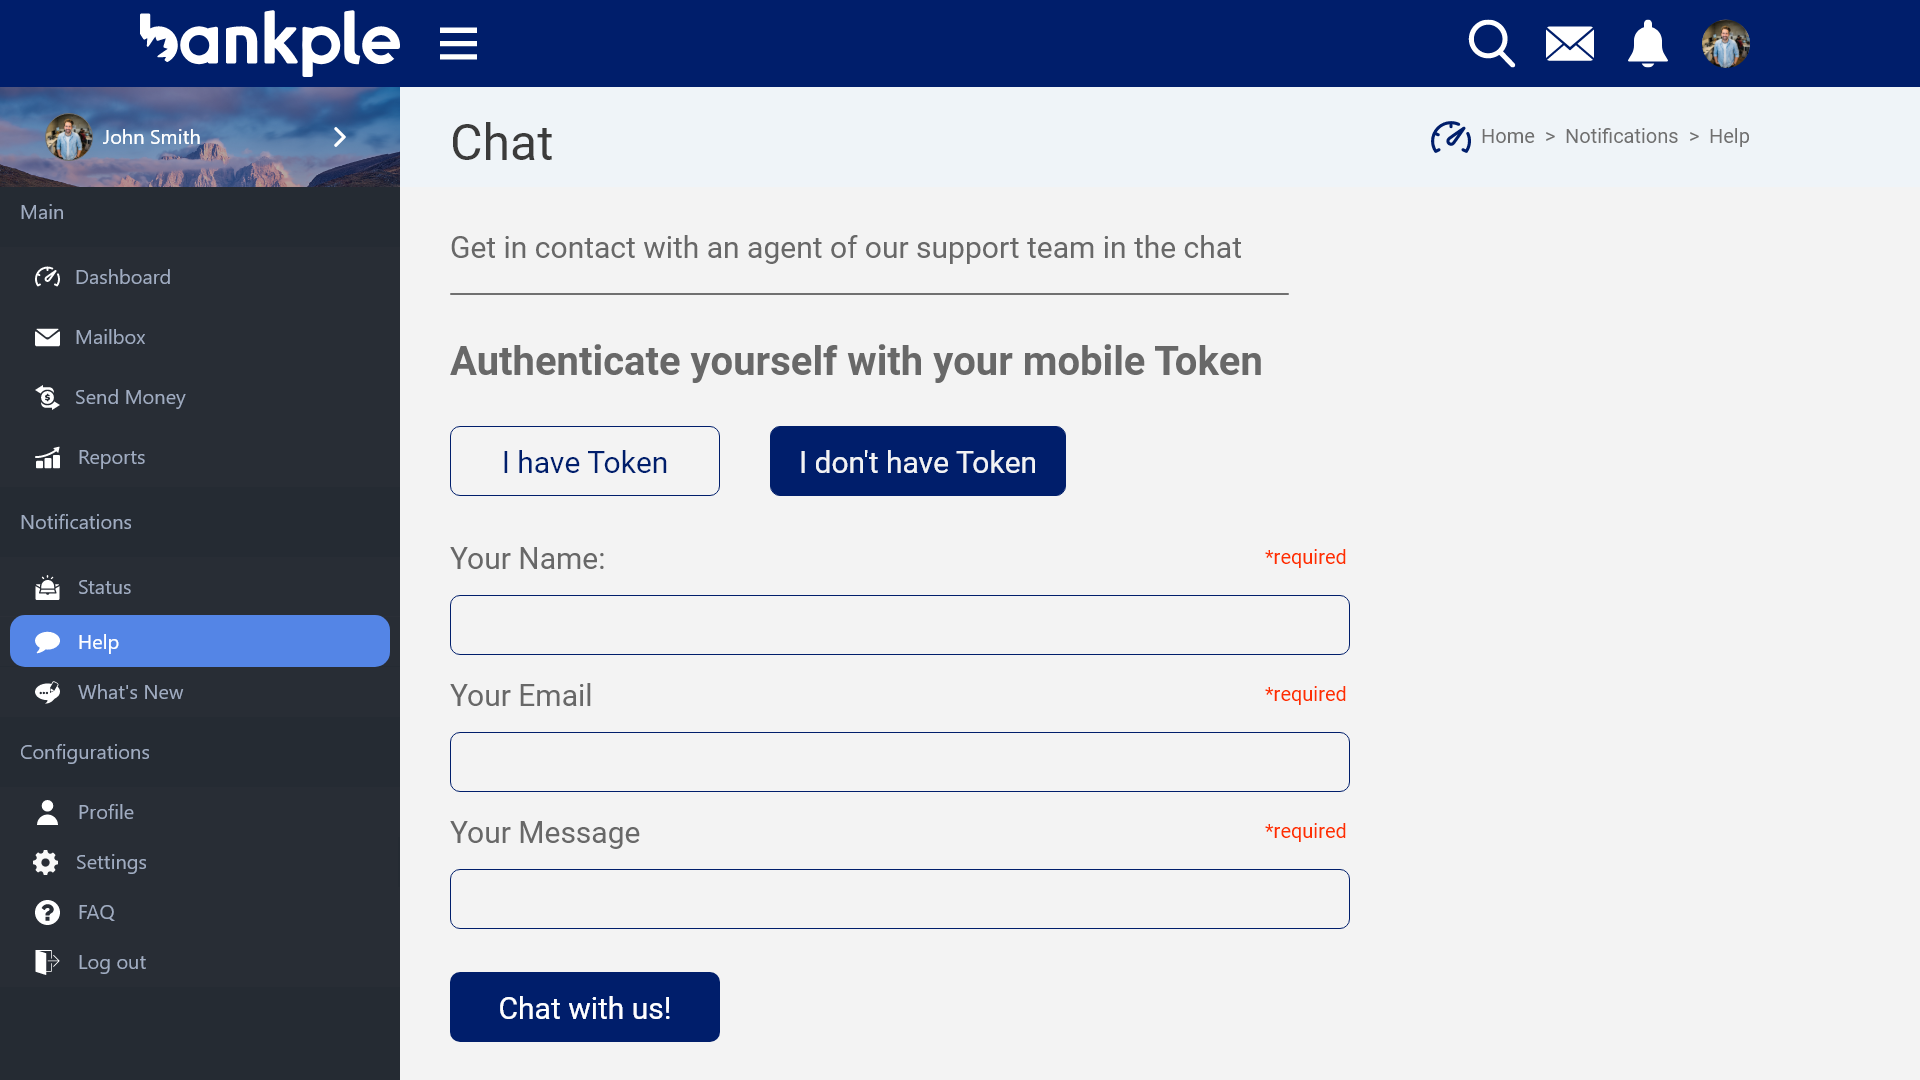 bankple
John Smith
Main
Dashboard
Mailbox
Send Money
Reports
Notifications
Status
Help
What's New
Configurations
Profile
Settings
FAQ
Log out
Chat
Home > Notifications > Help
Get in contact with an agent of our support team in the chat
Authenticate yourself with your mobile Token
I have Token
I don't have Token
Your Name:
*required
Your Email
*required
Your Message
*required
Chat with us!